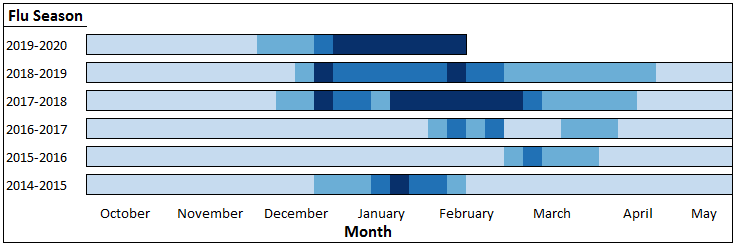 Flu Season
2019-2020
2018-2019
2017-2018
2016-2017
2015-2016
2014-2015
October November December January February March April May
Month